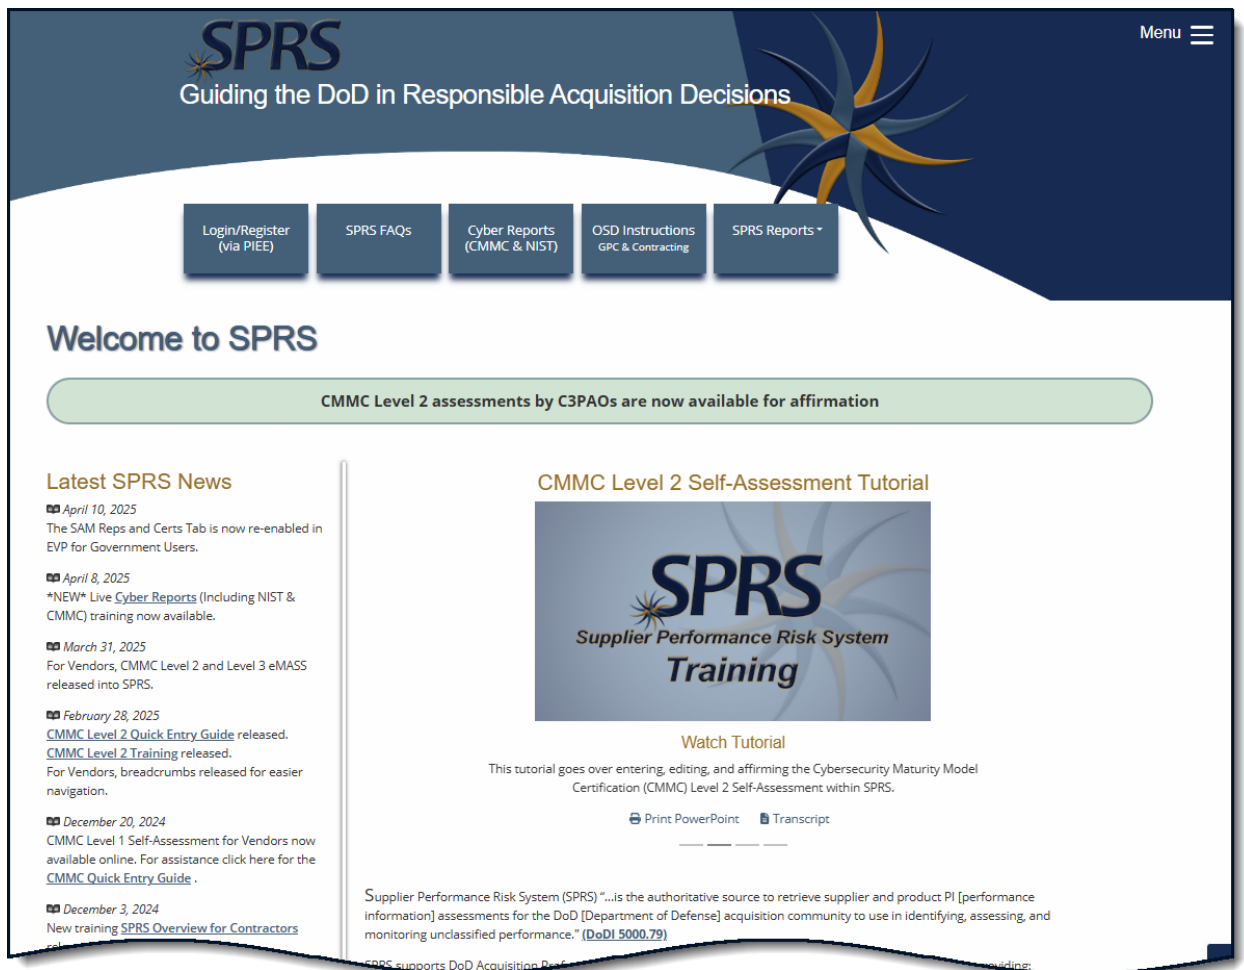 SPRS
Guiding the DoD in Responsible Acquisition Decisions
Menu
Login/Register
(via PIEE)
SPRS FAQs
Cyber Reports
(CMMC & NIST)
OSD Instructions
GPC & Contracting
SPRS Reports
Welcome to SPRS
CMMC Level 2 assessments by C3PAOs are now available for affirmation
Latest SPRS News
April 10, 2025
The SAM Reps and Certs Tab is now re-enabled in
EVP for Government Users.
April 8, 2025
*NEW* Live Cyber Reports (Including NIST &
CMMC) training now available.
March 31, 2025
For Vendors, CMMC Level 2 and Level 3 eMASS
released into SPRS.
February 28, 2025
CMMC Level 2 Quick Entry Guide released.
CMMC Level 2 Training released.
For Vendors, breadcrumbs released for easier
navigation.
December 20, 2024
CMMC Level 1 Self-Assessment for Vendors now
available online. For assistance click here for the
CMMC Quick Entry Guide .
December 3, 2024
New training SPRS Overview for Contractors
CMMC Level 2 Self-Assessment Tutorial
SPRS
Supplier Performance Risk System
Training
Watch Tutorial
This tutorial goes over entering, editing, and affirming the Cybersecurity Maturity Model
Certification (CMMC) Level 2 Self-Assessment within SPRS.
Print PowerPoint Transcript
Supplier Performance Risk System (SPRS) “...is the authoritative source to retrieve supplier and product PI [performance
information] assessments for the DoD [Department of Defense] acquisition community to use in identifying, assessing, and
monitoring unclassified performance.” (DoDI 5000.79)
SPRS supports DoD Acquisition